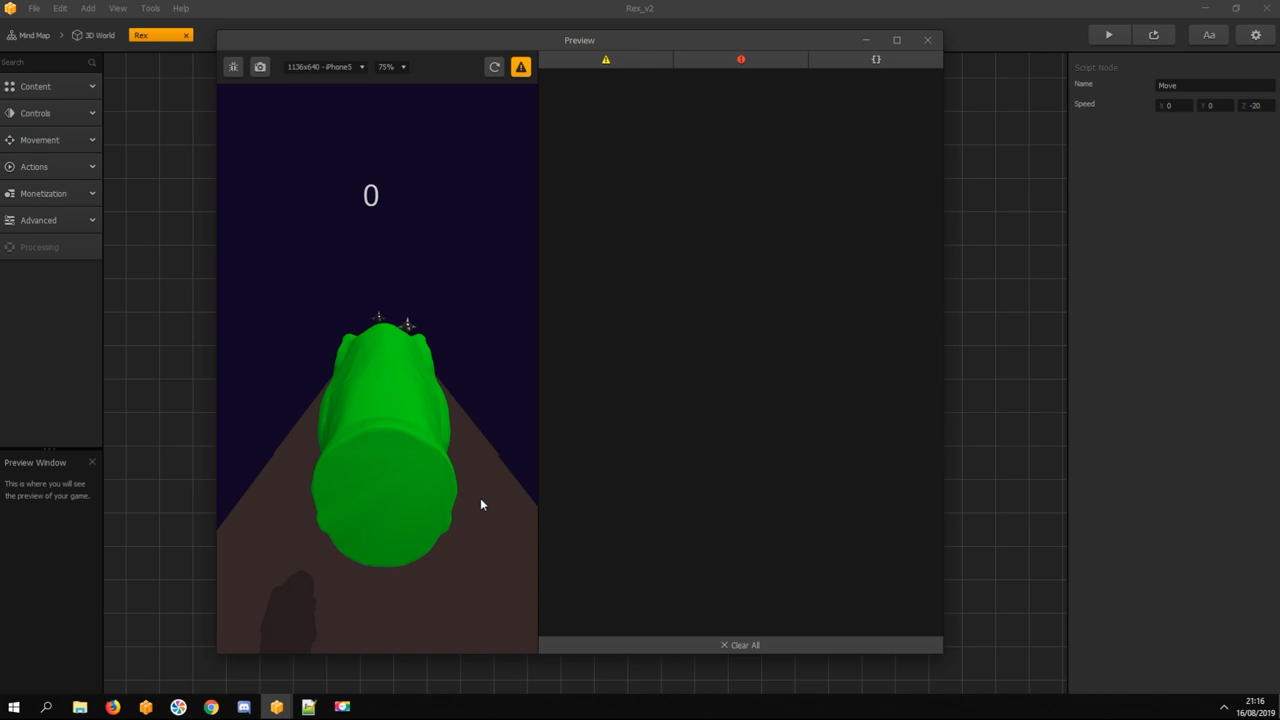 File Edit Add View Tools Help
Rex_v2
Mind Map 3D World Rex
Aa
Preview
Search
1136x640 - iPhone5 75%
Content
Controls
Movement
Actions
Monetization
Advanced
Processing
Script Node
Name Move
Speed X 0 Y 0 Z -20
0
Preview Window
This is where you will see
the preview of your game.
Clear All
21:16
16/08/2019